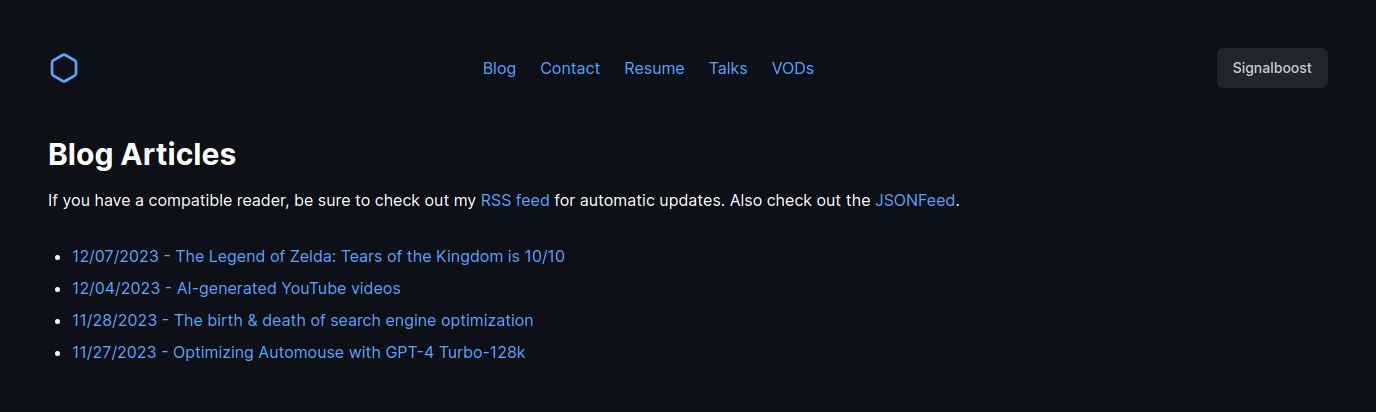 Blog Contact Resume Talks VODs Signalboost
Blog Articles
If you have a compatible reader, be sure to check out my RSS feed for automatic updates. Also check out the JSONFeed.
12/07/2023 - The Legend of Zelda: Tears of the Kingdom is 10/10
12/04/2023 - AI-generated YouTube videos
11/28/2023 - The birth & death of search engine optimization
11/27/2023 - Optimizing Automouse with GPT-4 Turbo-128k